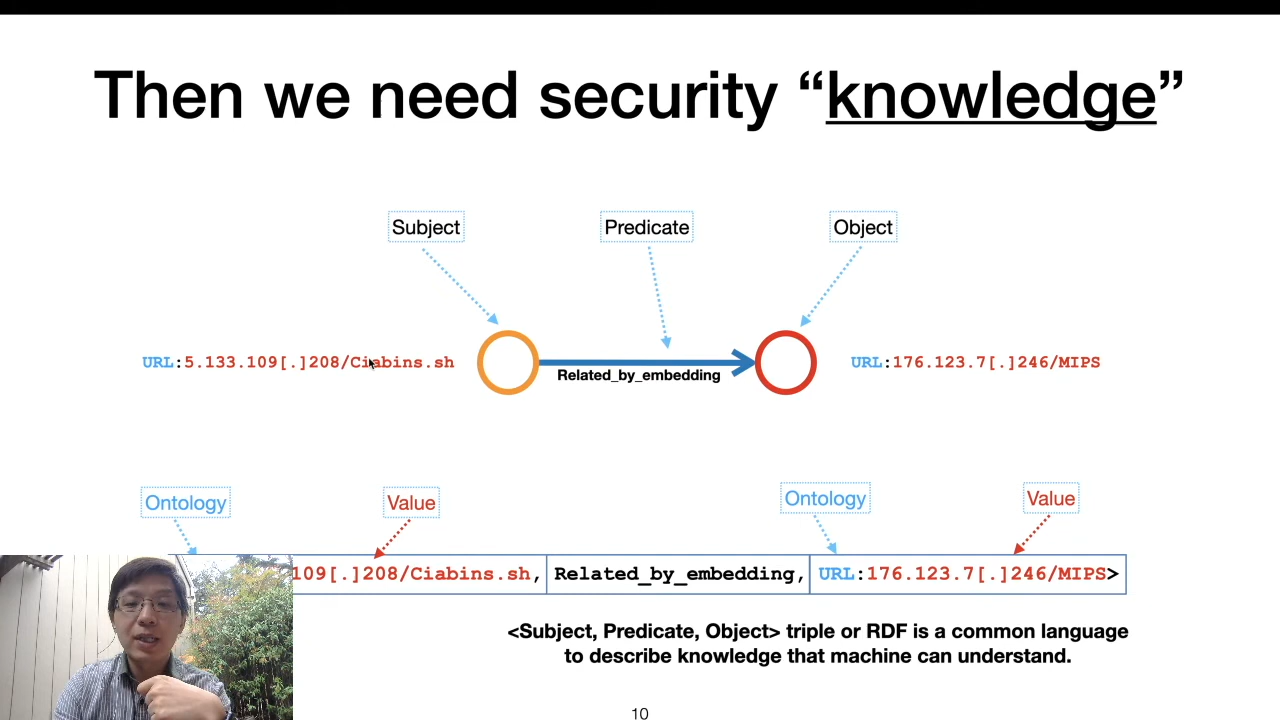 Then we need security “knowledge”
Subject
Predicate
Object
URL:5.133.109[.]208/Ciabins.sh
Related_by_embedding
URL:176.123.7[.]246/MIPS
Ontology
Value
Ontology
Value
109[.]208/Ciabins.sh, Related_by_embedding, URL:176.123.7[.]246/MIPS>
<Subject, Predicate, Object> triple or RDF is a common language
to describe knowledge that machine can understand.
10